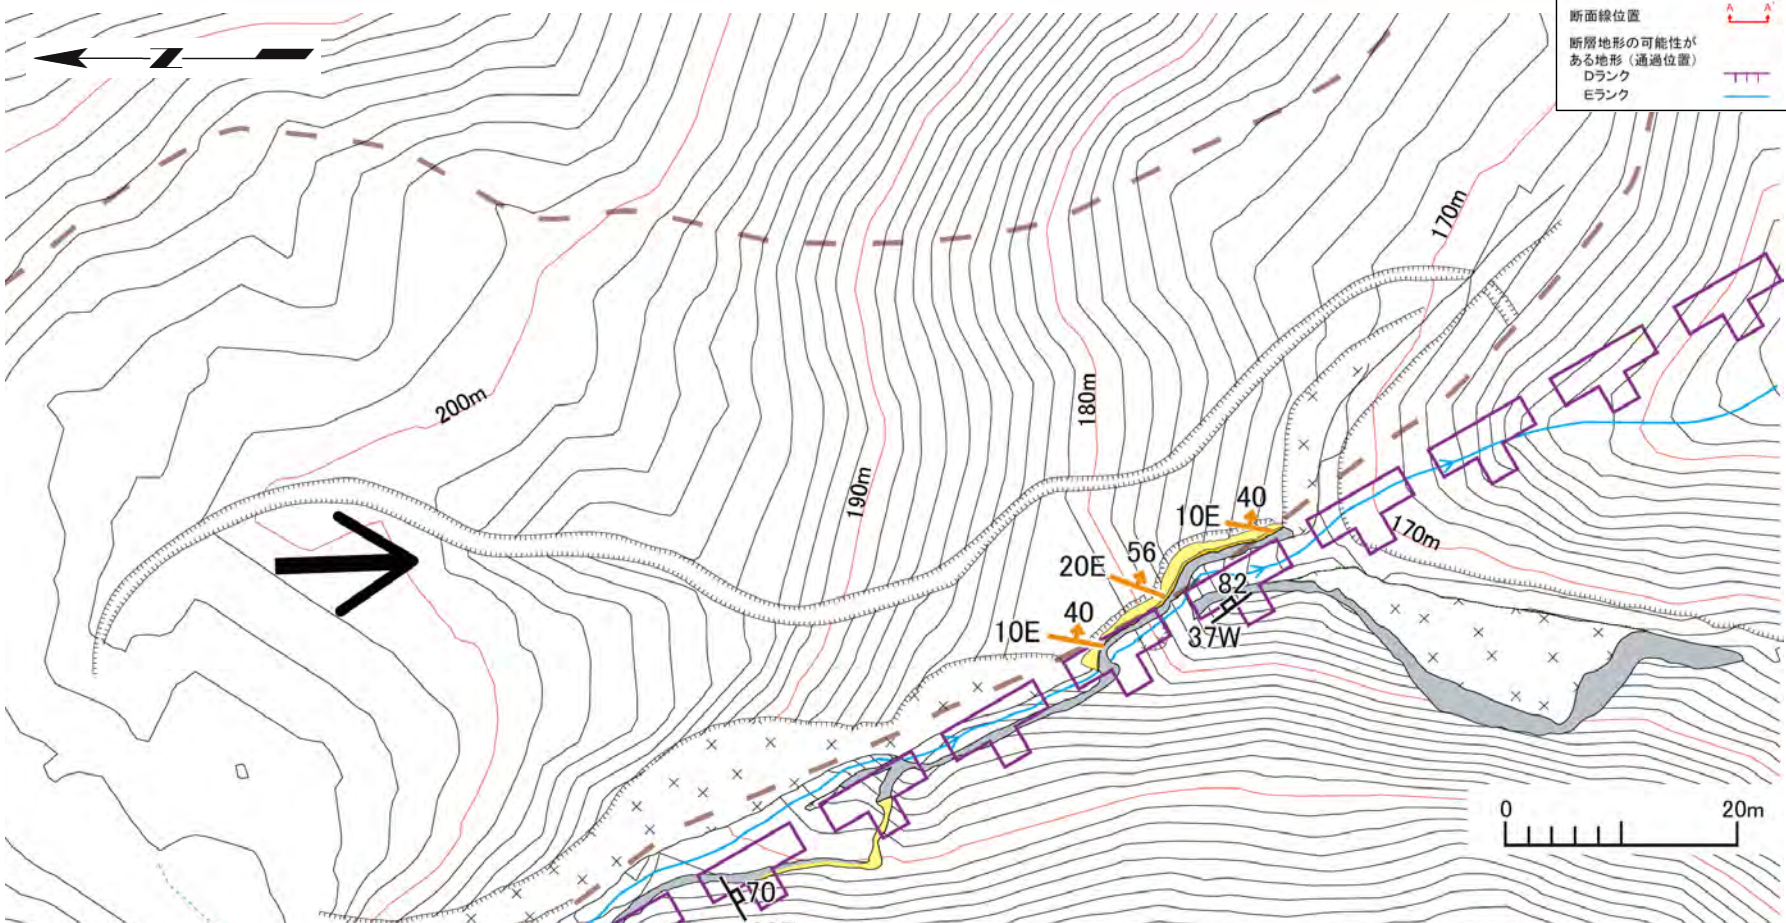 断面線位置
A A'
断層地形の可能性が
ある地形（通過位置）
Dランク
Eランク
Z
170m
200m
180m
190m
40
10E
56
20E
170m
82
40
10E
37W
0 20m
70